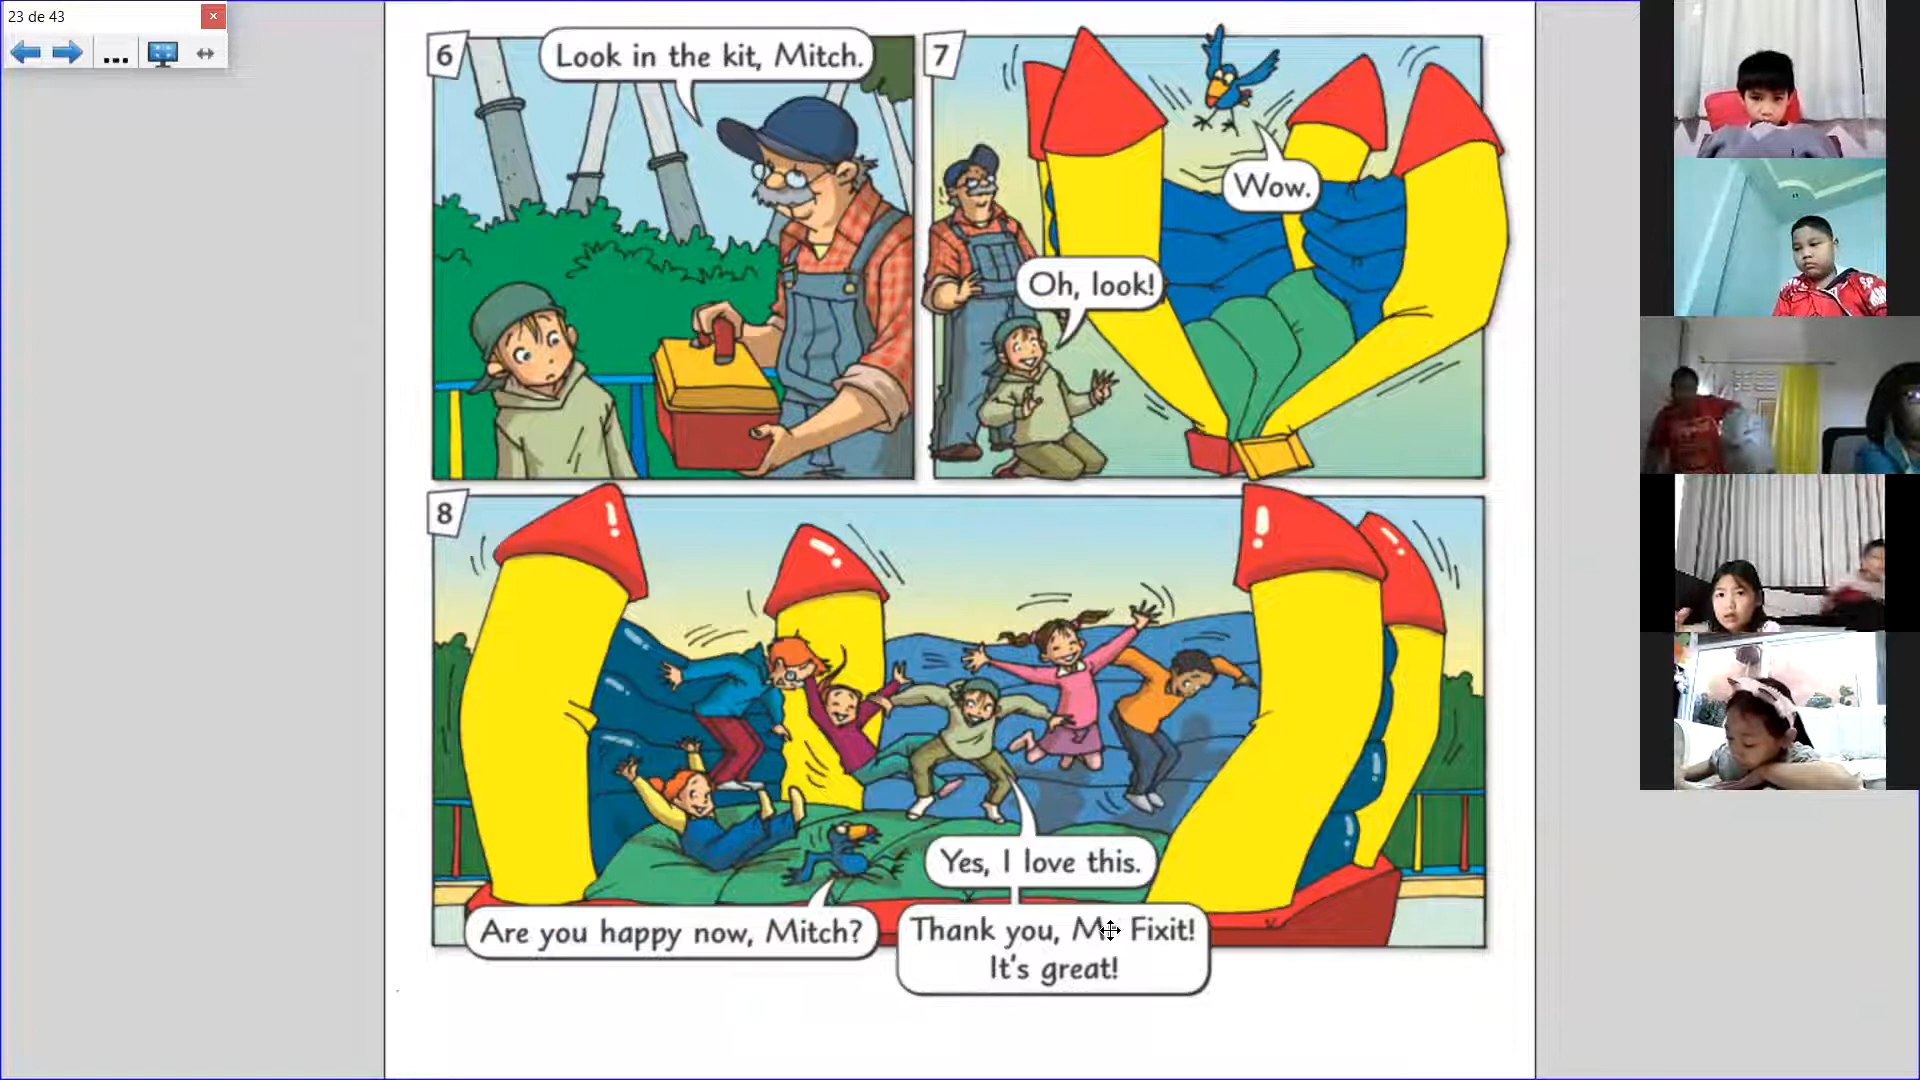 23 de 43
6
Look in the kit, Mitch.
7
Wow.
Oh, look!
8
Yes, I love this.
Are you happy now, Mitch?
Thank you, Mr Fixit!
It's great!